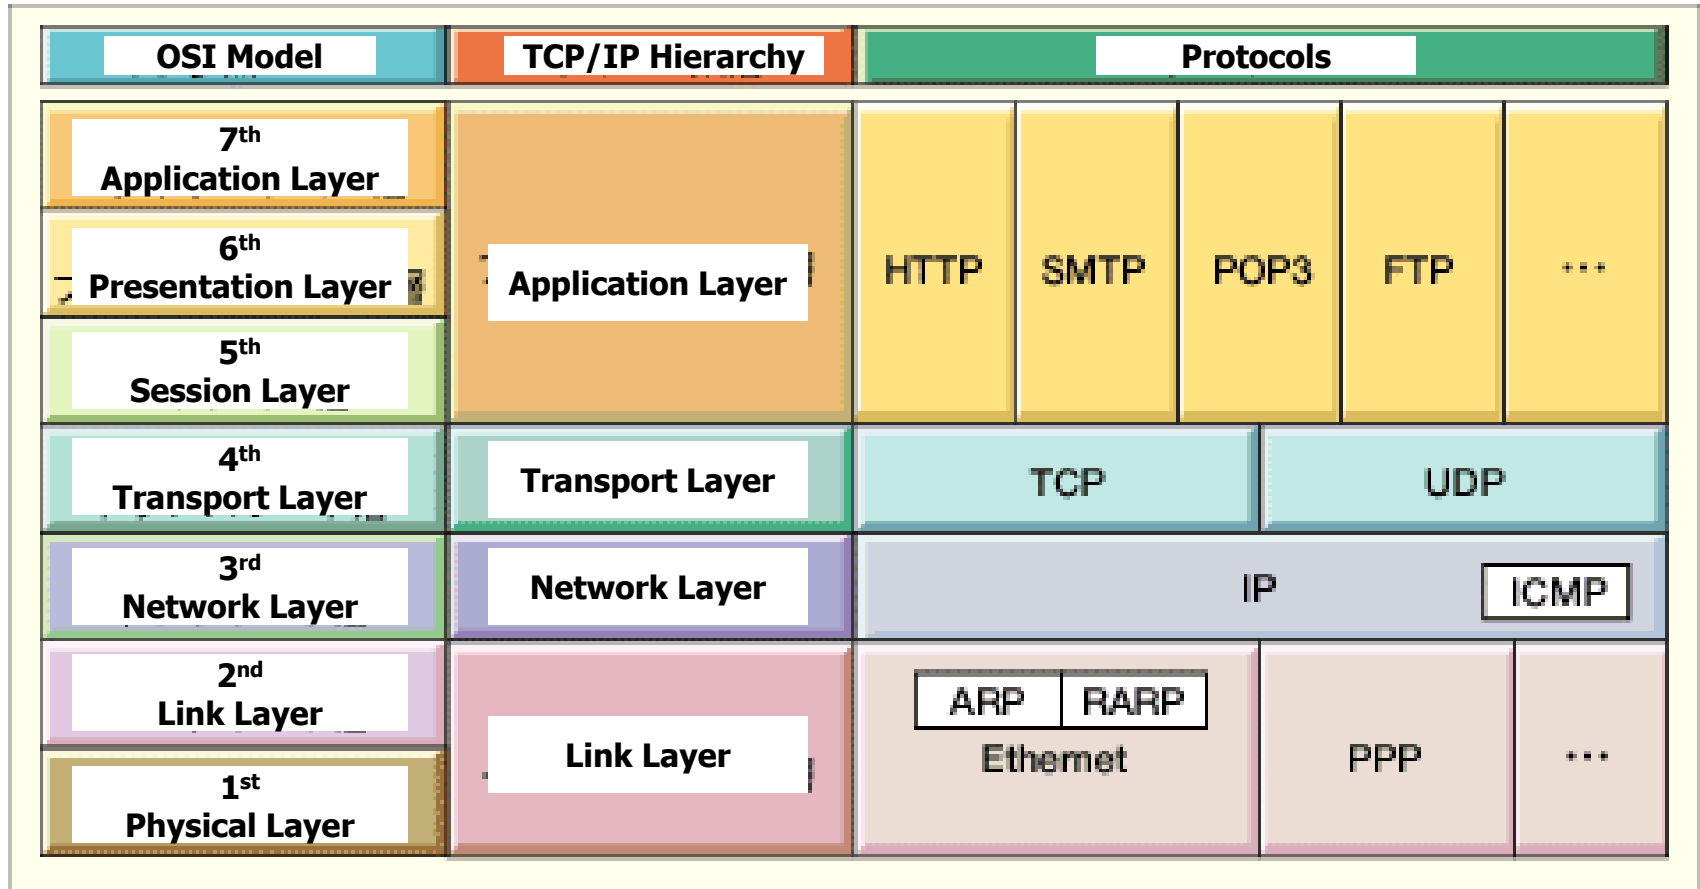 OSI Model
TCP/IP Hierarchy
Protocols
7th
Application Layer
6th
Presentation Layer
5th
Session Layer
Application Layer
HTTP
SMTP
POP3
FTP
...
4th
Transport Layer
Transport Layer
TCP
UDP
3rd
Network Layer
Network Layer
IP
ICMP
2nd
Link Layer
1st
Physical Layer
Link Layer
ARP
RARP
Ethernet
PPP
...